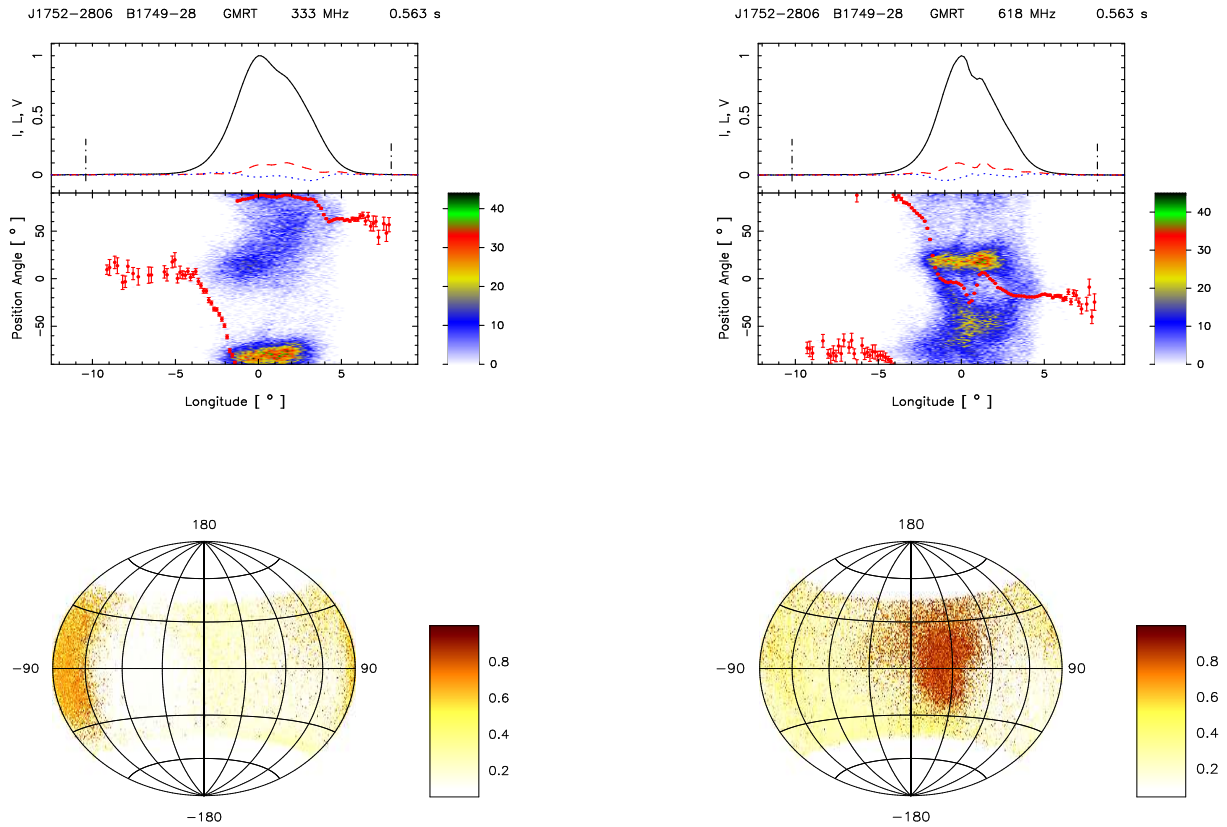 J1752−2806 B1749−28 GMRT 333 MHz 0.563 s
I, L, V
0 0.5 1
Position Angle [ ° ]
−50 0 50
−10 −5 0 5
Longitude [ ° ]
0 10 20 30 40
J1752−2806 B1749−28 GMRT 618 MHz 0.563 s
I, L, V
0 0.5 1
Position Angle [ ° ]
−50 0 50
−10 −5 0 5
Longitude [ ° ]
0 10 20 30 40
180
−90 90
−180
0.8
0.6
0.4
0.2
180
−90 90
−180
0.8
0.6
0.4
0.2